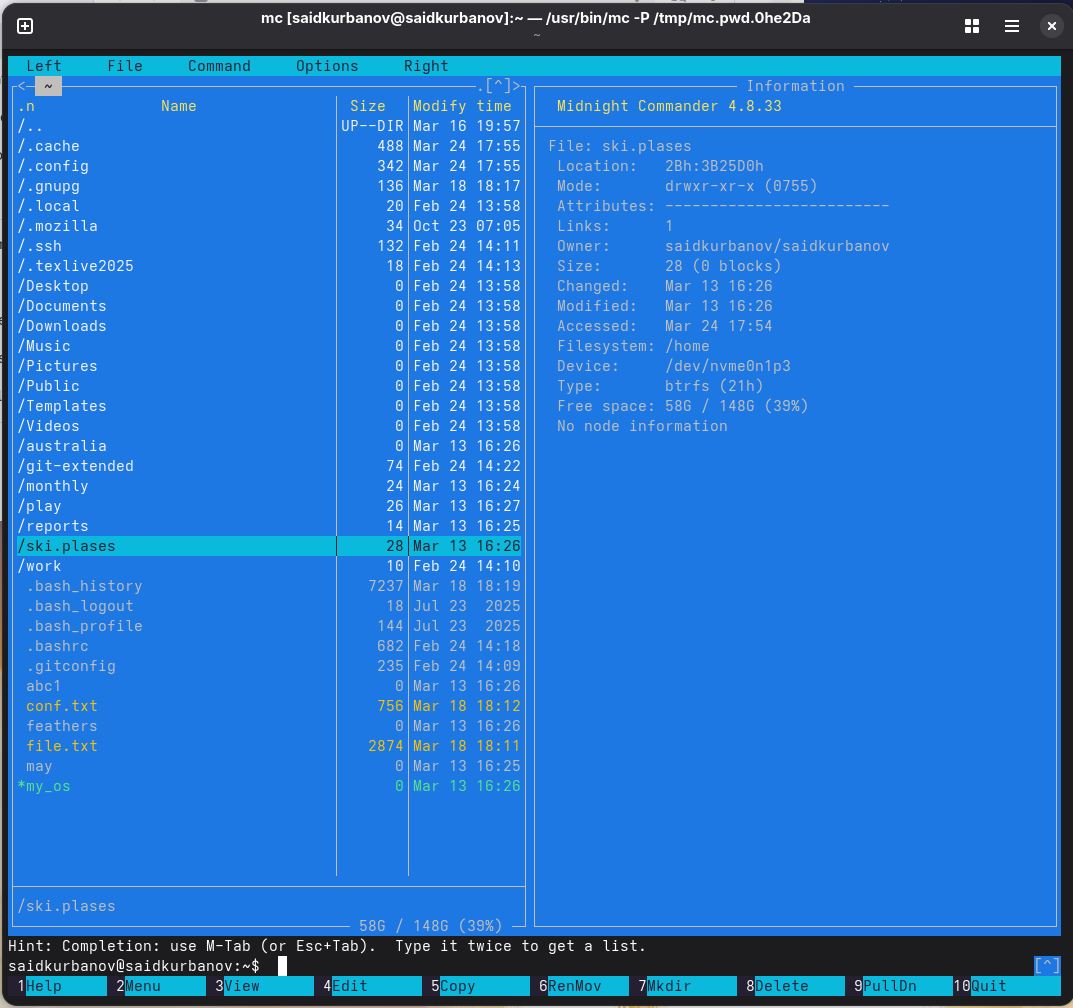 mc [saidkurbanov@saidkurbanov]:~ — /usr/bin/mc -P /tmp/mc.pwd.0he2Da
~
Left File Command Options Right
<─ ~ .[^]>
.n Name Size Modify time
/.. UP--DIR Mar 16 19:57
/.cache 488 Mar 24 17:55
/.config 342 Mar 24 17:55
/.gnupg 136 Mar 18 18:17
/.local 20 Feb 24 13:58
/.mozilla 34 Oct 23 07:05
/.ssh 132 Feb 24 14:11
/.texlive2025 18 Feb 24 14:13
/Desktop 0 Feb 24 13:58
/Documents 0 Feb 24 13:58
/Downloads 0 Feb 24 13:58
/Music 0 Feb 24 13:58
/Pictures 0 Feb 24 13:58
/Public 0 Feb 24 13:58
/Templates 0 Feb 24 13:58
/Videos 0 Feb 24 13:58
/australia 0 Mar 13 16:26
/git-extended 74 Feb 24 14:22
/monthly 24 Mar 13 16:24
/play 26 Mar 13 16:27
/reports 14 Mar 13 16:25
/ski.plases 28 Mar 13 16:26
/work 10 Feb 24 14:10
.bash_history 7237 Mar 18 18:19
.bash_logout 18 Jul 23 2025
.bash_profile 144 Jul 23 2025
.bashrc 682 Feb 24 14:18
.gitconfig 235 Feb 24 14:09
abc1 0 Mar 13 16:26
conf.txt 756 Mar 18 18:12
feathers 0 Mar 13 16:26
file.txt 2874 Mar 18 18:11
may 0 Mar 13 16:25
*my_os 0 Mar 13 16:26
/ski.plases
58G / 148G (39%)
Information
Midnight Commander 4.8.33
File: ski.plases
Location: 2Bh:3B25D0h
Mode: drwxr-xr-x (0755)
Attributes: -------------------------
Links: 1
Owner: saidkurbanov/saidkurbanov
Size: 28 (0 blocks)
Changed: Mar 13 16:26
Modified: Mar 13 16:26
Accessed: Mar 24 17:54
Filesystem: /home
Device: /dev/nvme0n1p3
Type: btrfs (21h)
Free space: 58G / 148G (39%)
No node information
Hint: Completion: use M-Tab (or Esc+Tab).  Type it twice to get a list.
saidkurbanov@saidkurbanov:~$ [^]
1Help 2Menu 3View 4Edit 5Copy 6RenMov 7Mkdir 8Delete 9PullDn 10Quit